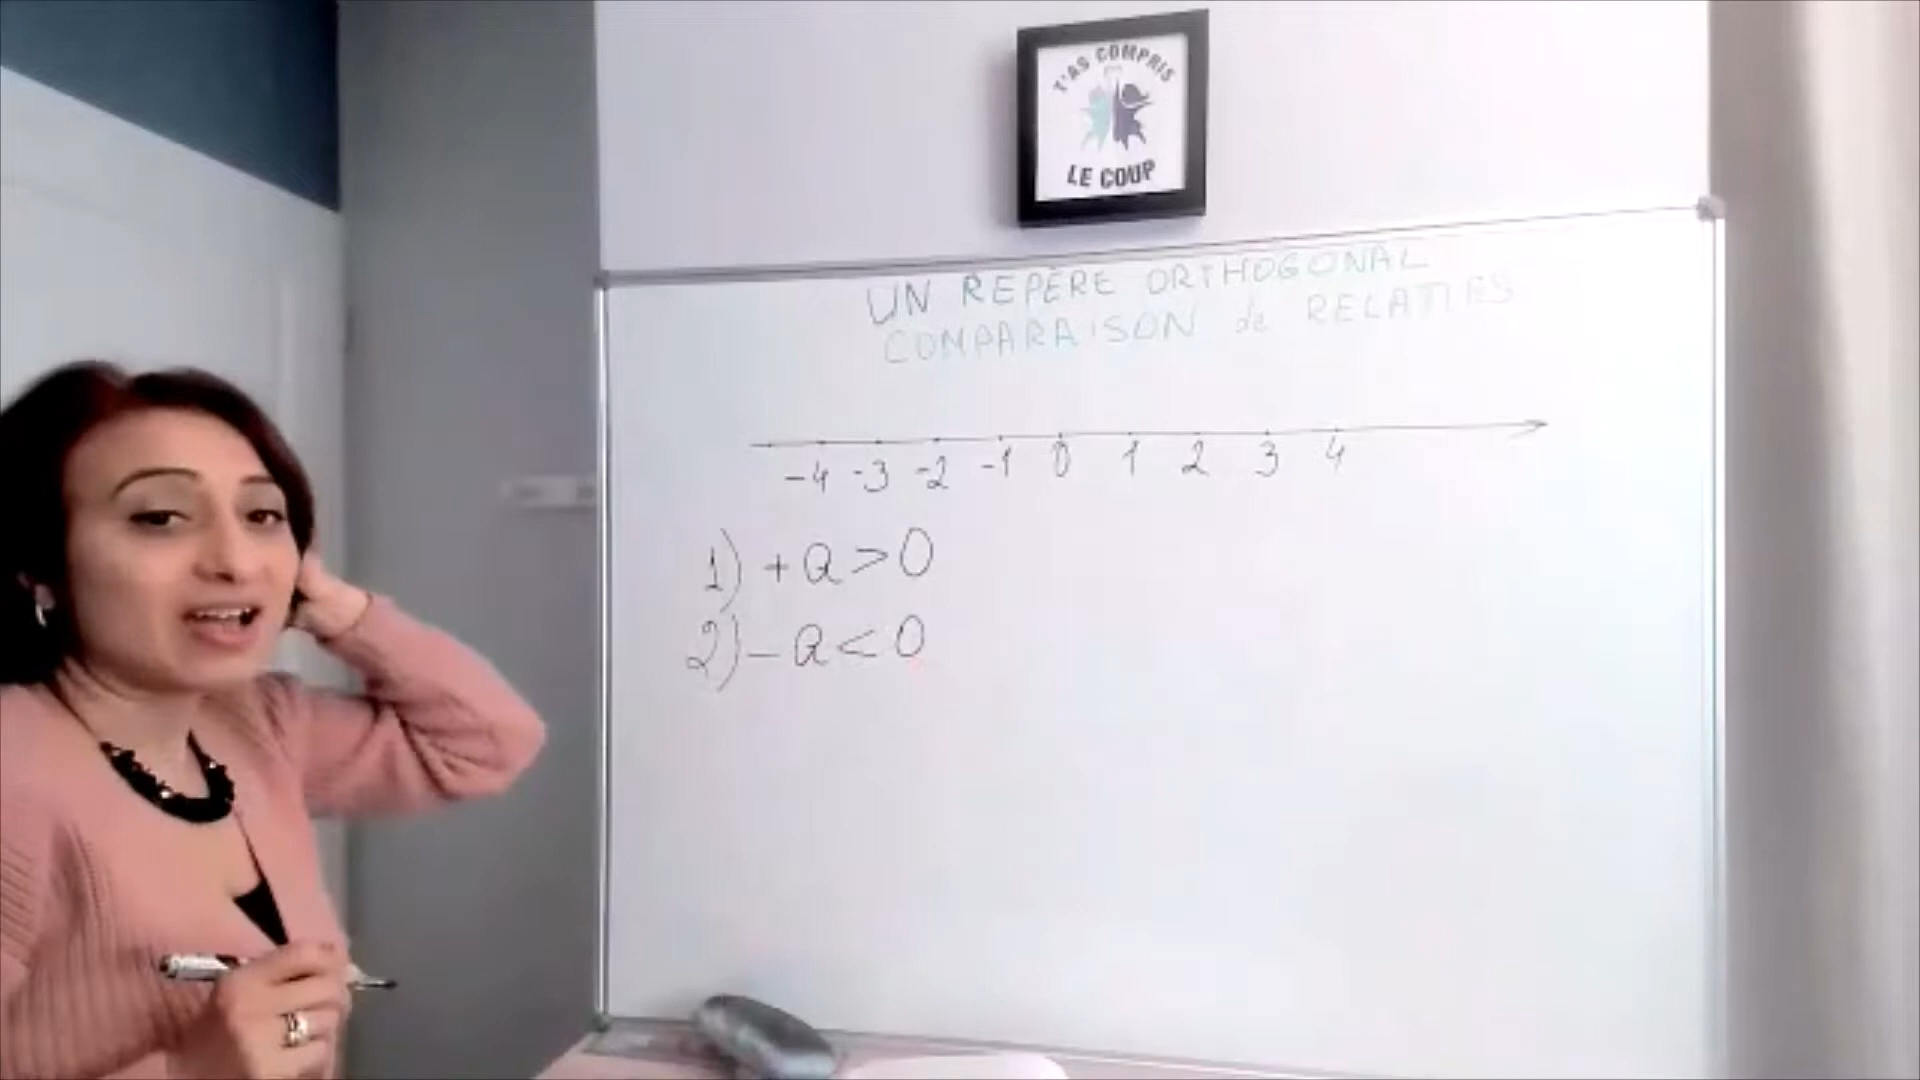 T'AS COMPRIS
LE COUP
UN REPÈRE ORTHOGONAL
COMPARAISON de RELATIFS
-4 -3 -2 -1 0 1 2 3 4
1) + a > 0
2) - a < 0